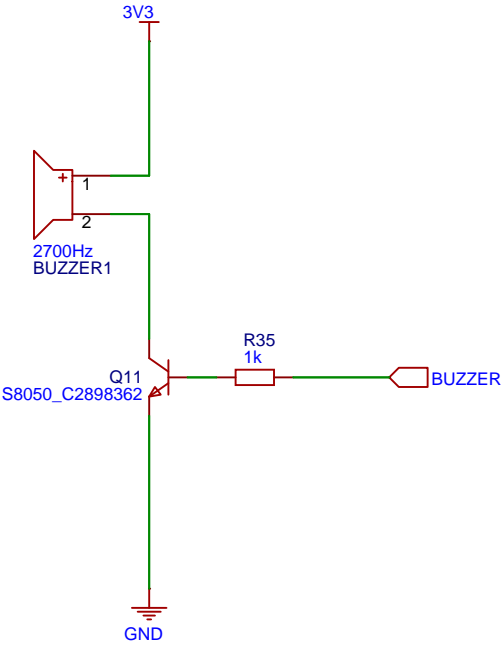 3V3
+
1
2
2700Hz
BUZZER1
R35
1k
Q11
S8050_C2898362
BUZZER
GND